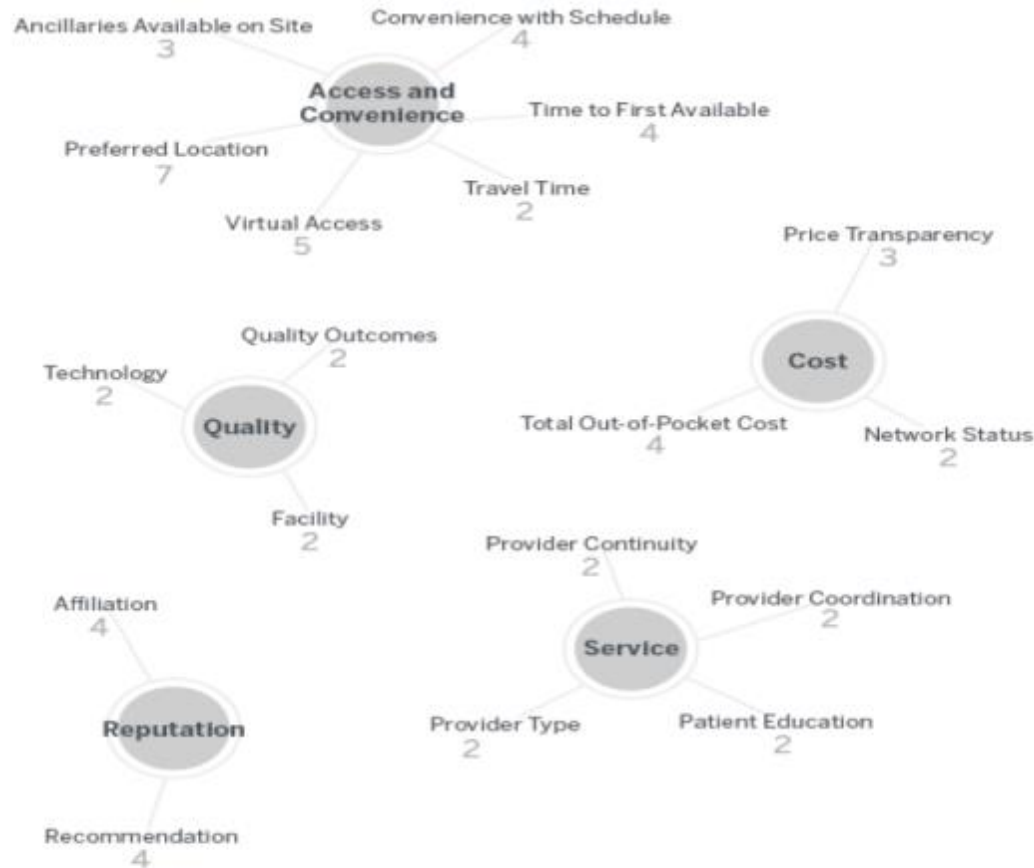 Ancillaries Available on Site
3
Convenience with Schedule
4
Access and
Convenience
Time to First Available
4
Preferred Location
7
Travel Time
2
Virtual Access
5
Price Transparency
3
Cost
Total Out-of-Pocket Cost
4
Network Status
2
Quality Outcomes
2
Technology
2
Quality
Facility
2
Provider Continuity
2
Provider Coordination
2
Service
Provider Type
2
Patient Education
2
Affiliation
4
Reputation
Recommendation
4